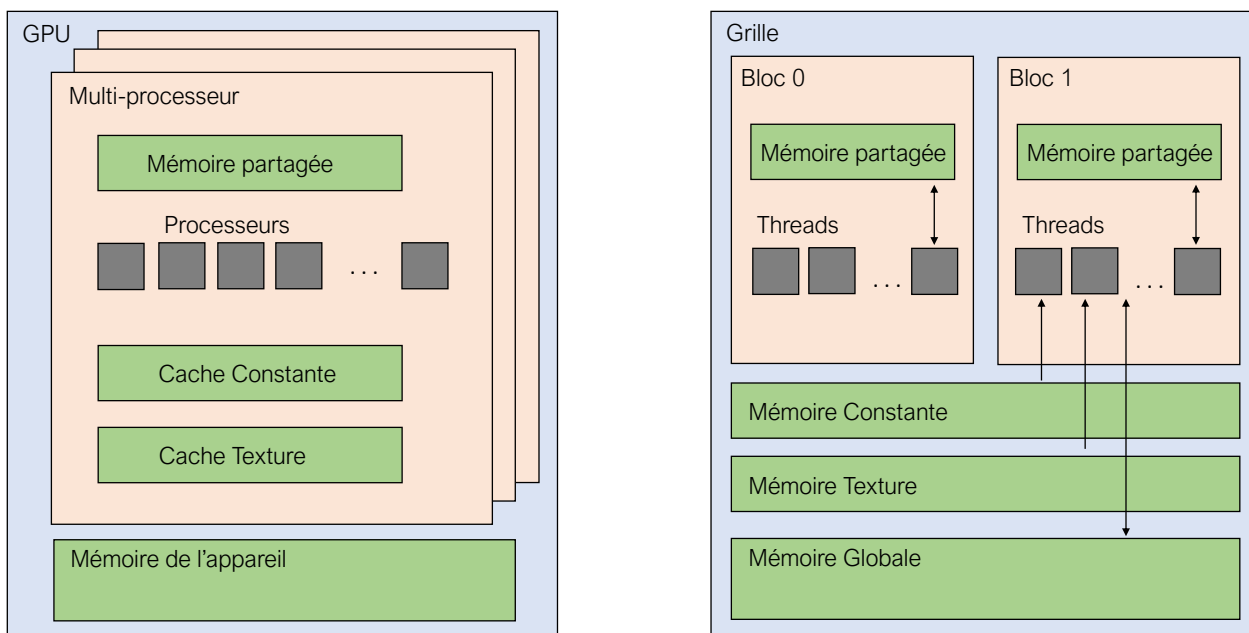 GPU
Multi-processeur
Mémoire partagée
Processeurs
...
Cache Constante
Cache Texture
Mémoire de l'appareil
Grille
Bloc 0
Mémoire partagée
Threads
...
Bloc 1
Mémoire partagée
Threads
...
Mémoire Constante
Mémoire Texture
Mémoire Globale